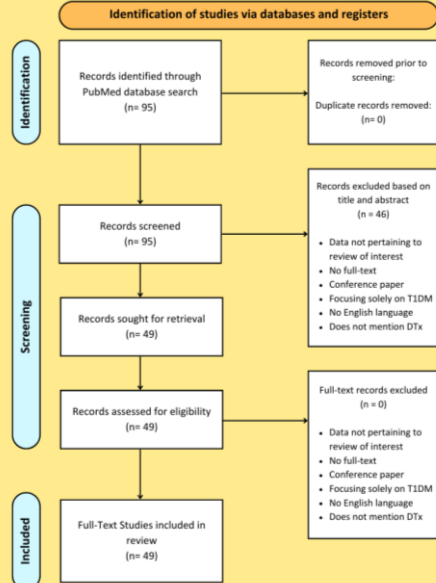 Identification of studies via databases and registers
Identification
Records identified through
PubMed database search
(n= 95)
Records removed prior to
screening:
Duplicate records removed:
(n= 0)
Screening
Records screened
(n= 95)
Records excluded based on
title and abstract
(n = 46)
• Data not pertaining to
review of interest
• No full-text
• Conference paper
• Focusing solely on T1DM
• No English language
• Does not mention DTx
Records sought for retrieval
(n= 49)
Records assessed for eligibility
(n= 49)
Full-text records excluded
(n = 0)
• Data not pertaining to
review of interest
• No full-text
• Conference paper
• Focusing solely on T1DM
• No English language
• Does not mention DTx
Included
Full-Text Studies included in
review
(n= 49)